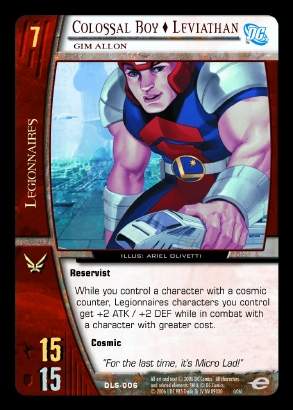 7
COLOSSAL BOY ♦ LEVIATHAN
GIM ALLON
DC
LEGIONNAIRES
ILLUS: ARIEL OLIVETTI
Reservist
While you control a character with a cosmic
counter, Legionnaires characters you control
get +2 ATK / +2 DEF while in combat with
a character with greater cost.
Cosmic
"For the last time, it's Micro Lad!"
15
15
DLS-006